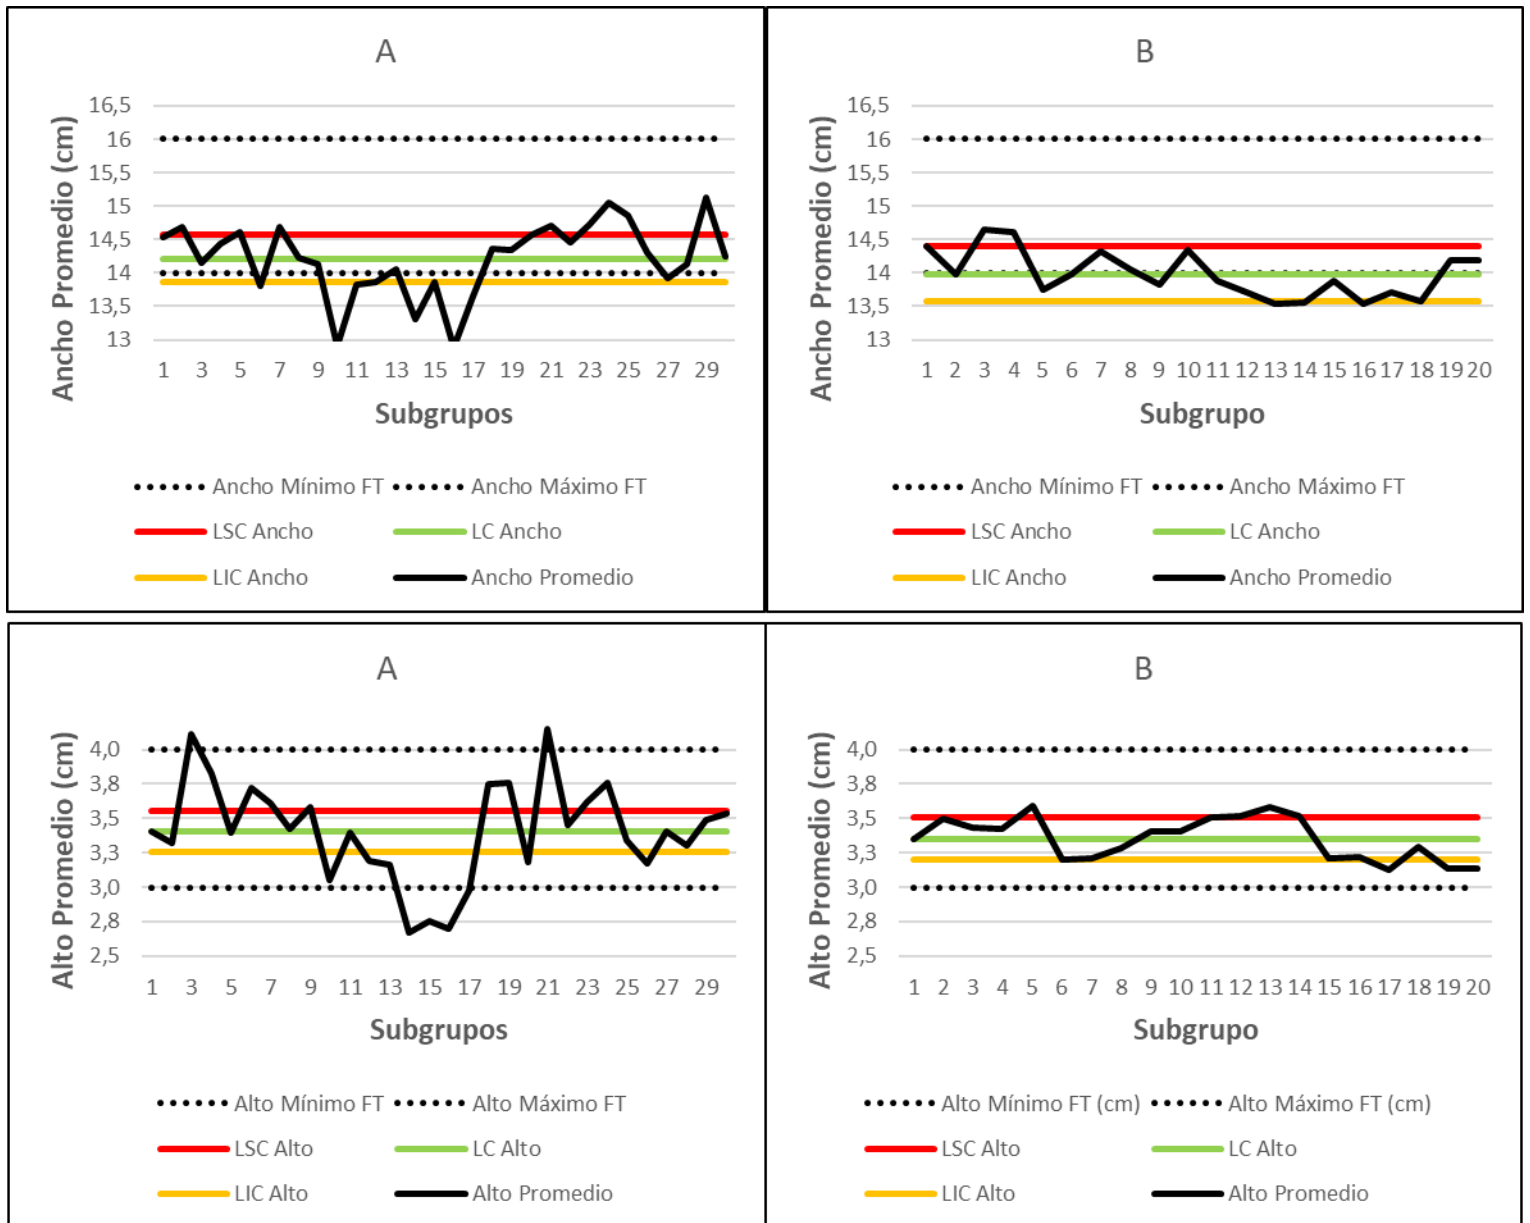 A
Ancho Promedio (cm)
16,5
16
15,5
15
14,5
14
13,5
13
1 3 5 7 9 11 13 15 17 19 21 23 25 27 29
Subgrupos
Ancho Mínimo FT Ancho Máximo FT
LSC Ancho LC Ancho
LIC Ancho Ancho Promedio
B
Ancho Promedio (cm)
16,5
16
15,5
15
14,5
14
13,5
13
1 2 3 4 5 6 7 8 9 10 11 12 13 14 15 16 17 18 19 20
Subgrupo
Ancho Mínimo FT Ancho Máximo FT
LSC Ancho LC Ancho
LIC Ancho Ancho Promedio
A
Alto Promedio (cm)
4,0
3,8
3,5
3,3
3,0
2,8
2,5
1 3 5 7 9 11 13 15 17 19 21 23 25 27 29
Subgrupos
Alto Mínimo FT Alto Máximo FT
LSC Alto LC Alto
LIC Alto Alto Promedio
B
Alto Promedio (cm)
4,0
3,8
3,5
3,3
3,0
2,8
2,5
1 2 3 4 5 6 7 8 9 10 11 12 13 14 15 16 17 18 19 20
Subgrupo
Alto Mínimo FT (cm) Alto Máximo FT (cm)
LSC Alto LC Alto
LIC Alto Alto Promedio